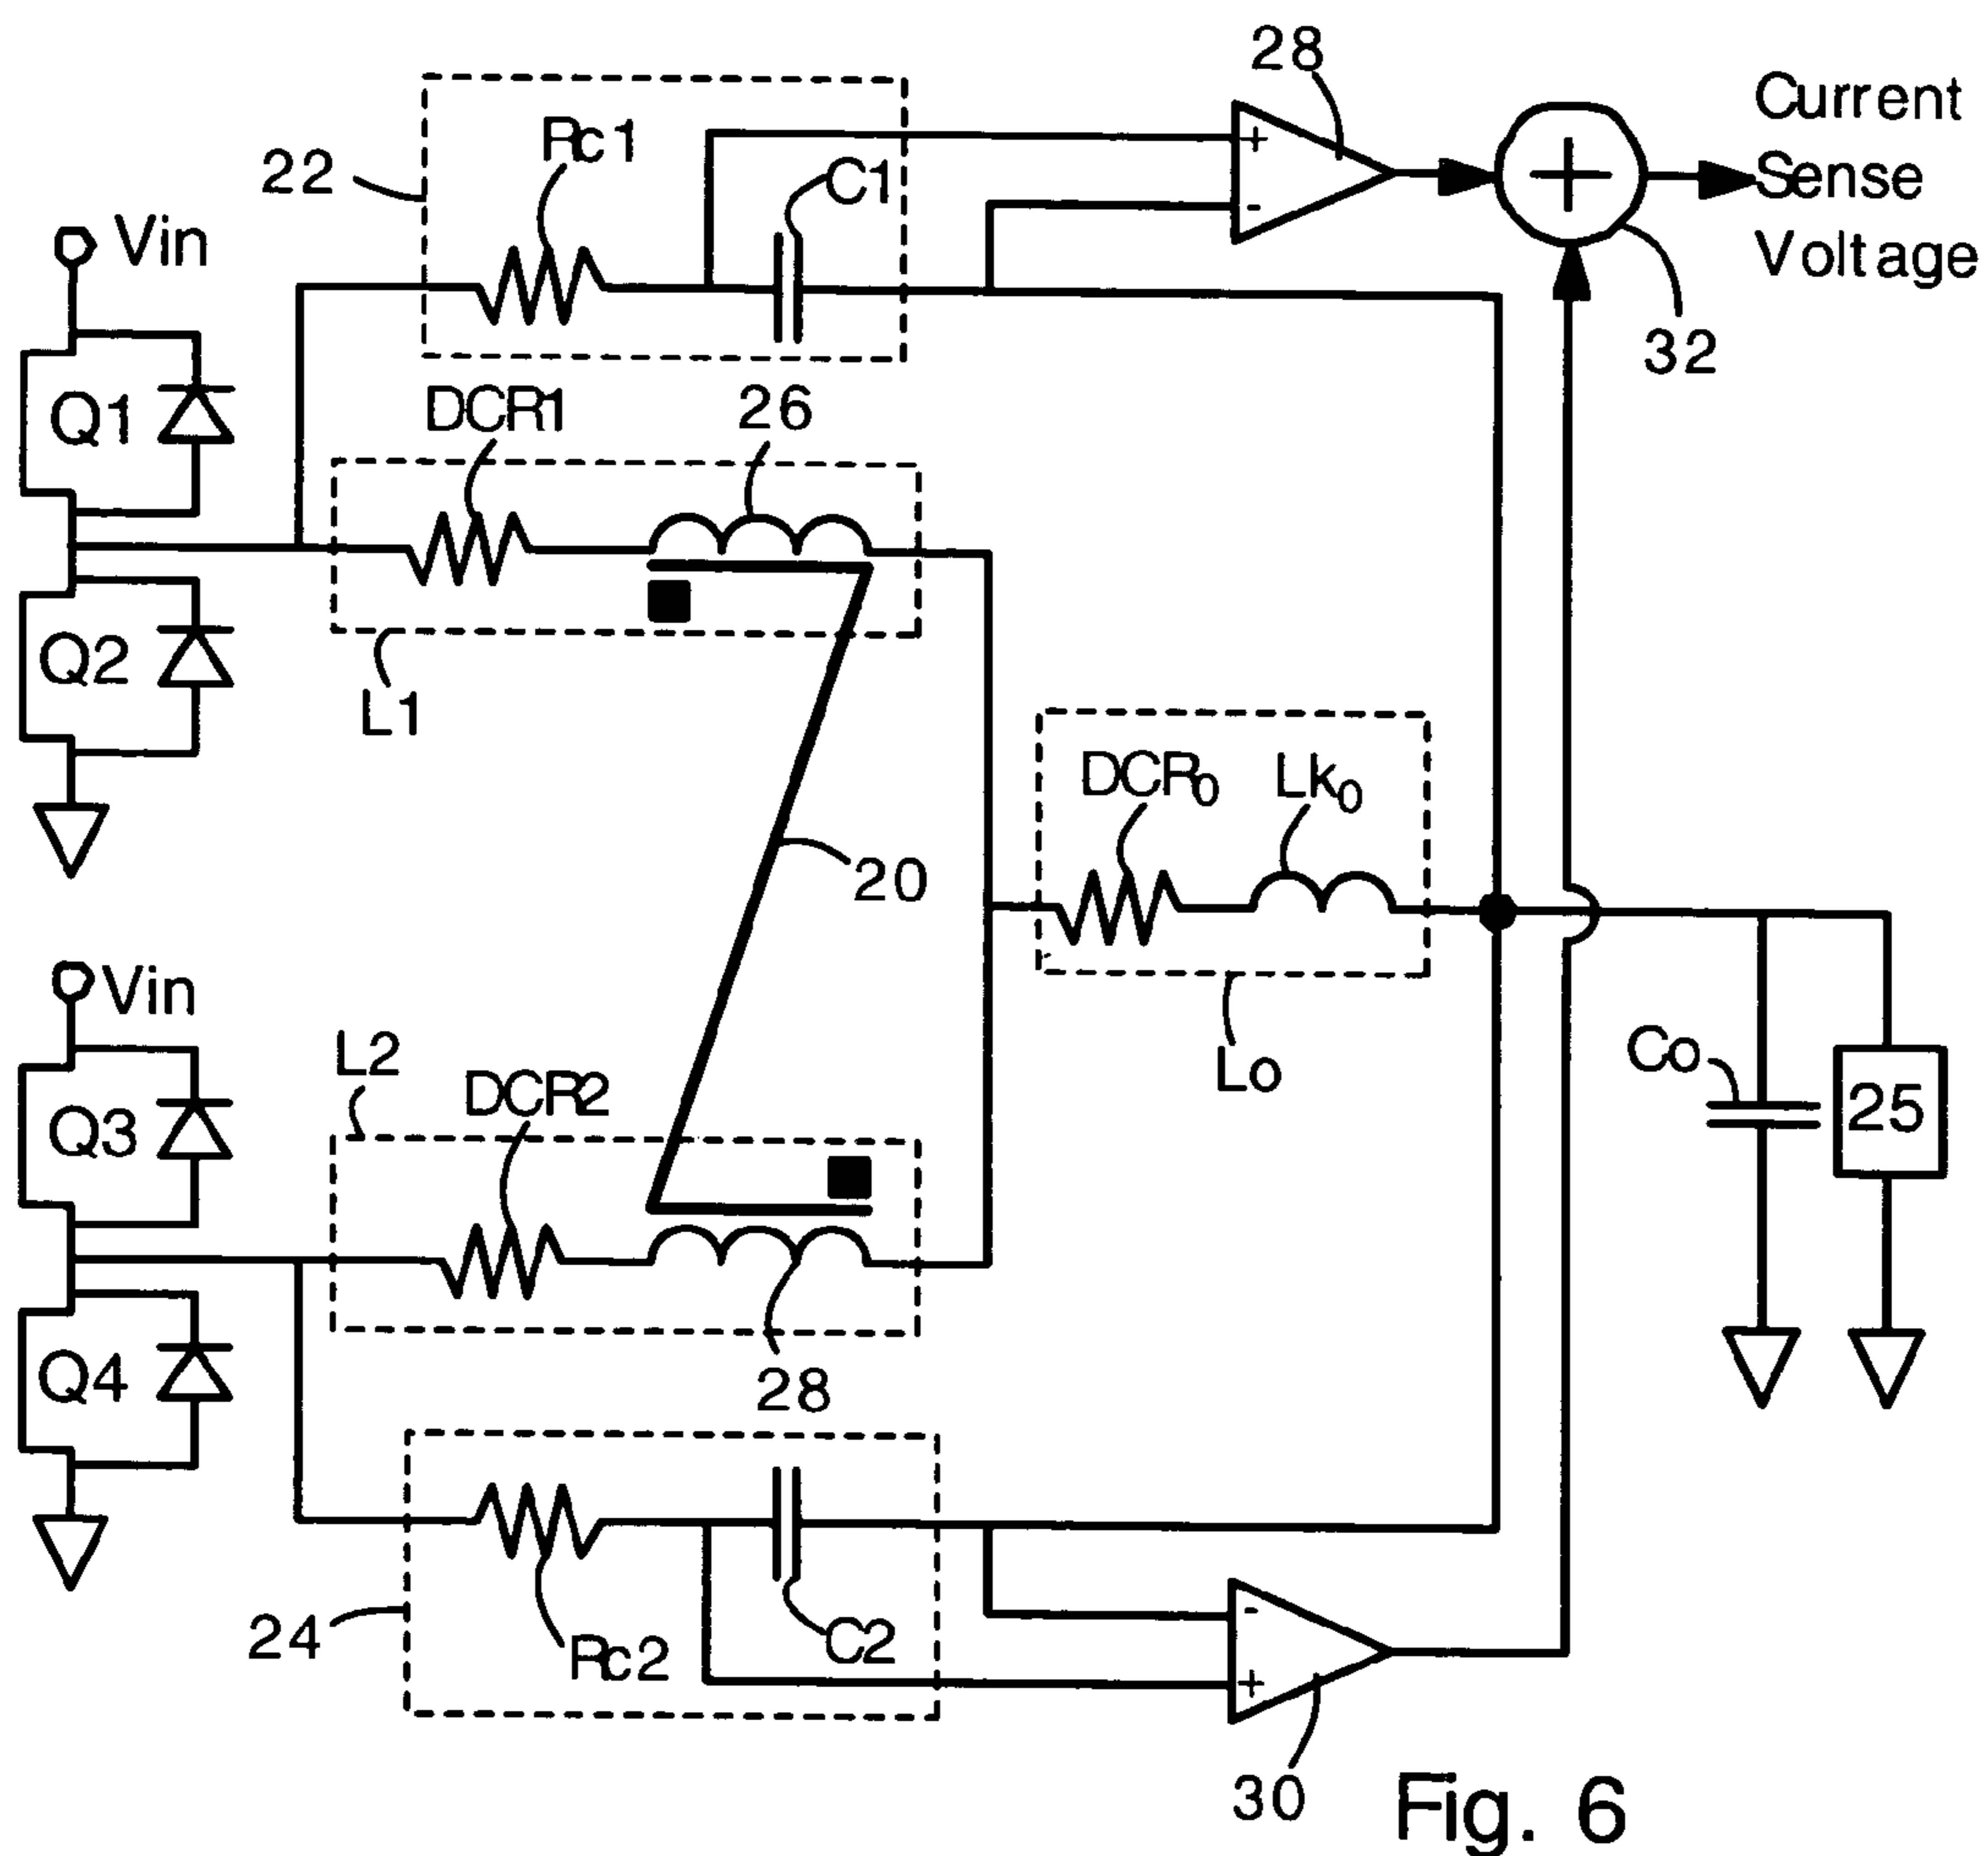 28
Current
Sense
Voltage
+
-
+
32
22
Rc1
C1
Vin
Q1
DCR1
26
Q2
L1
20
DCR0
Lk0
Lo
Vin
L2
DCR2
Q3
Co
25
Q4
28
24
Rc2
C2
-
+
30
Fig. 6